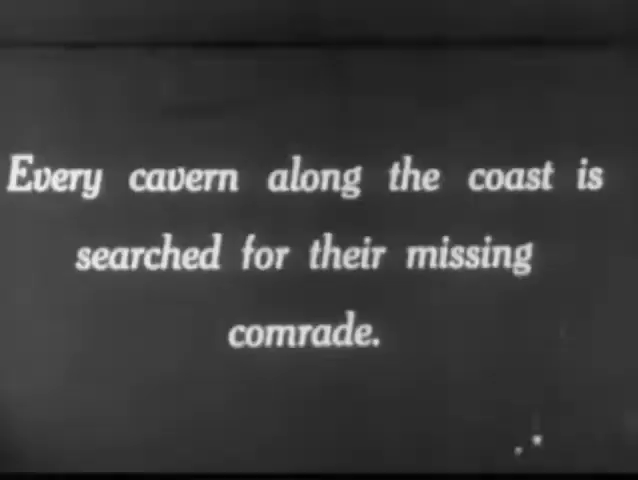 Every cavern along the coast is
searched for their missing
comrade.